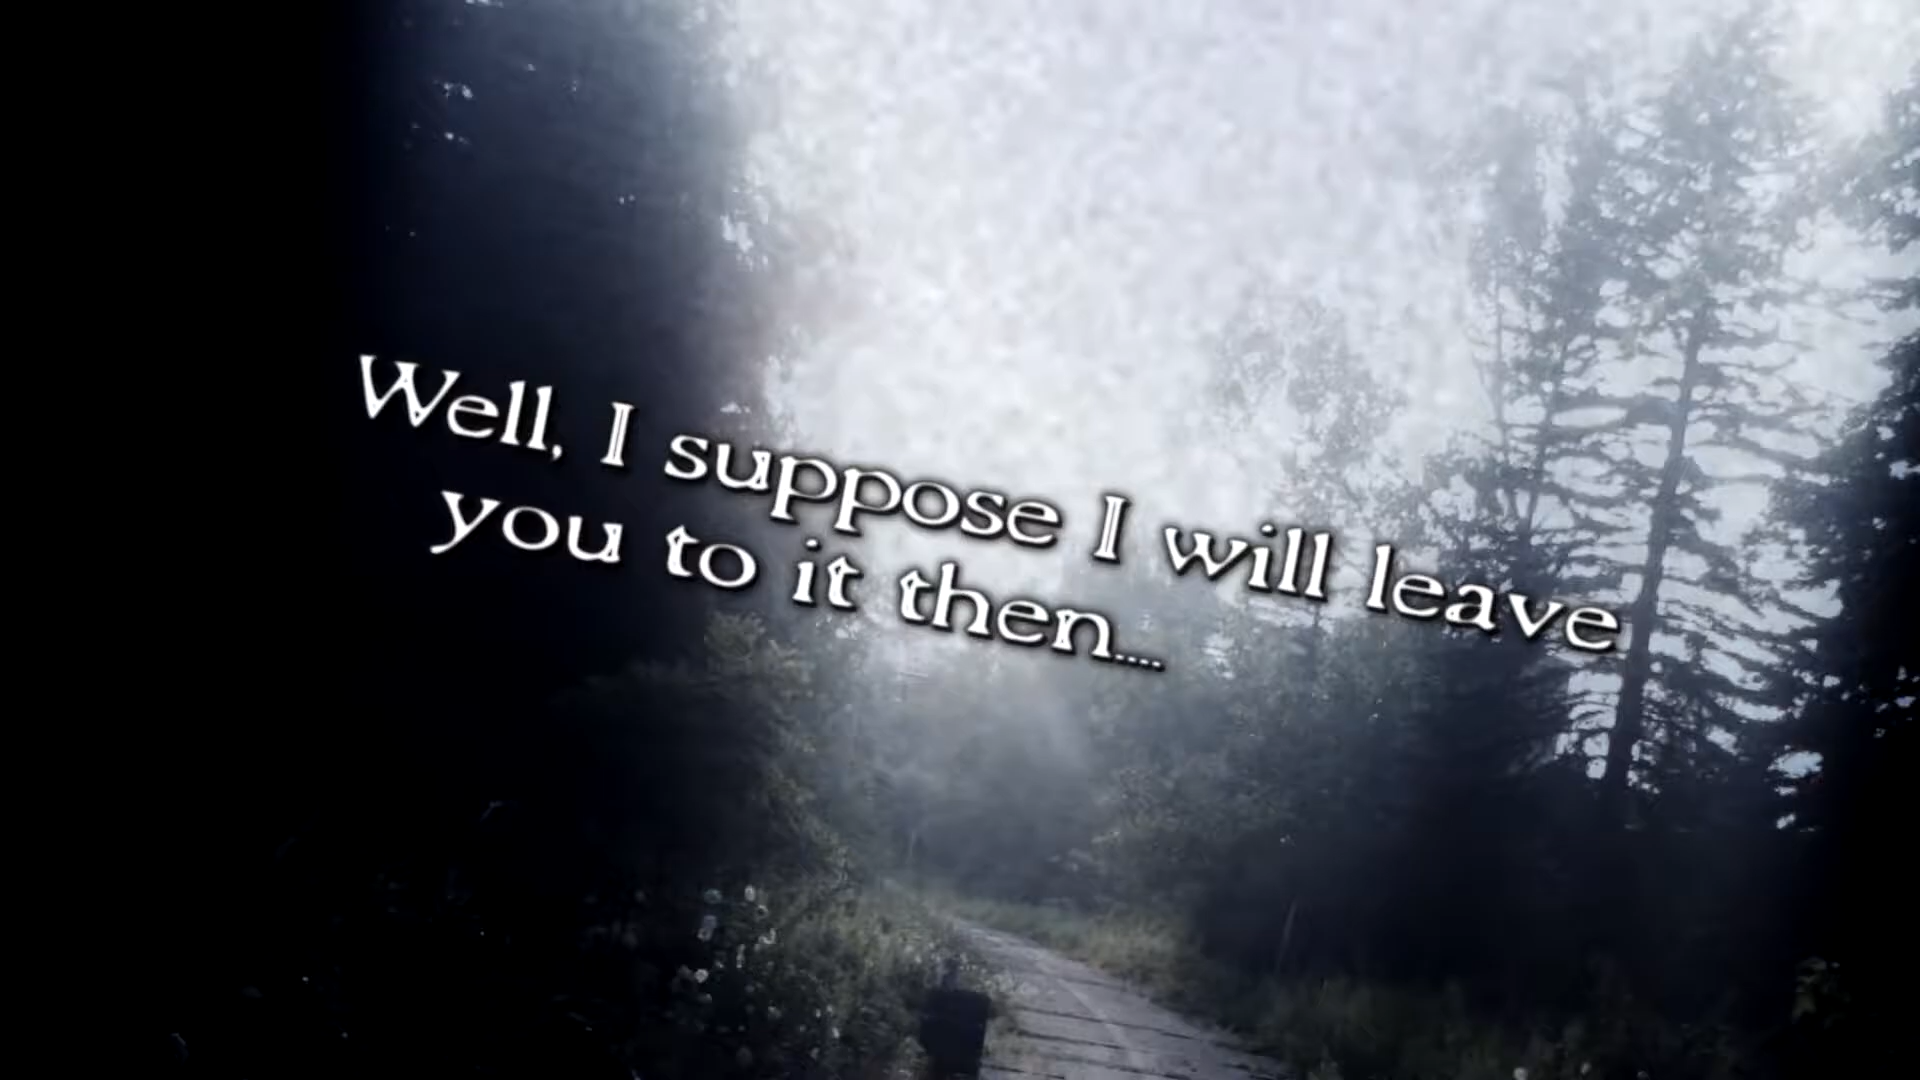 Well, I suppose I will leave
you to it then....